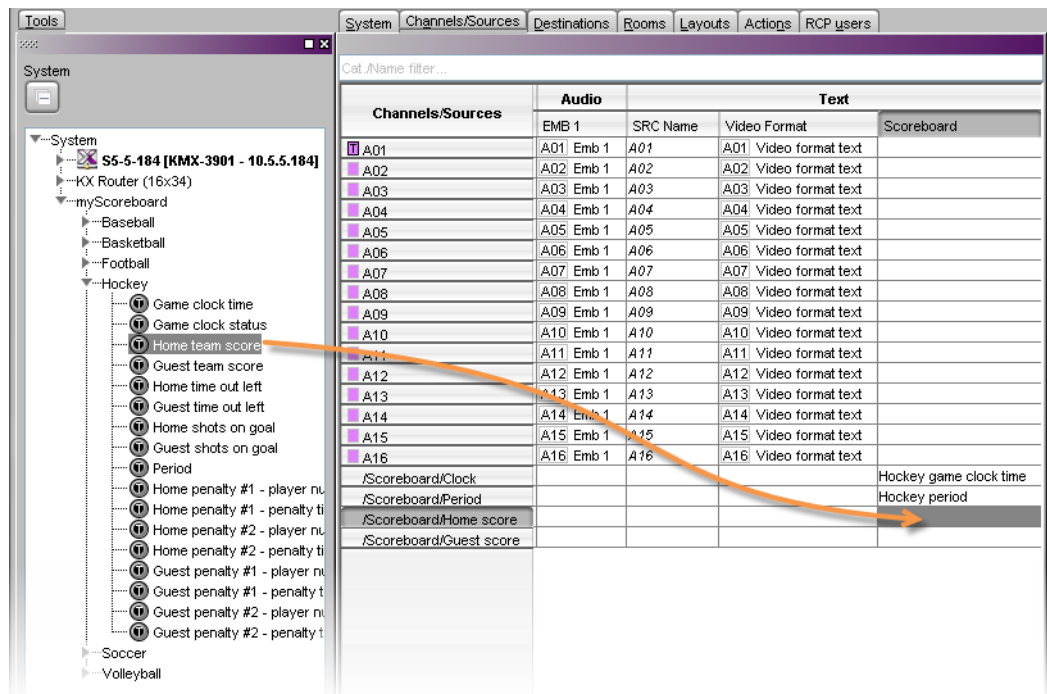 Tools
System
System
S5-5-184 [KMX-3901 - 10.5.5.184]
KX Router (16x34)
myScoreboard
Baseball
Basketball
Football
Hockey
Game clock time
Game clock status
Home team score
Guest team score
Home time out left
Guest time out left
Home shots on goal
Guest shots on goal
Period
Home penalty #1 - player nu
Home penalty #1 - penalty ti
Home penalty #2 - player nu
Home penalty #2 - penalty ti
Guest penalty #1 - player nu
Guest penalty #1 - penalty t
Guest penalty #2 - player nu
Guest penalty #2 - penalty t
Soccer
Volleyball
System Channels/Sources Destinations Rooms Layouts Actions RCP users
Cat./Name filter...
Channels/Sources Audio Text
EMB 1 SRC Name Video Format Scoreboard
T A01 A01 Emb 1 A01 A01 Video format text
A02 A02 Emb 1 A02 A02 Video format text
A03 A03 Emb 1 A03 A03 Video format text
A04 A04 Emb 1 A04 A04 Video format text
A05 A05 Emb 1 A05 A05 Video format text
A06 A06 Emb 1 A06 A06 Video format text
A07 A07 Emb 1 A07 A07 Video format text
A08 A08 Emb 1 A08 A08 Video format text
A09 A09 Emb 1 A09 A09 Video format text
A10 A10 Emb 1 A10 A10 Video format text
A11 A11 Emb 1 A11 A11 Video format text
A12 A12 Emb 1 A12 A12 Video format text
A13 A13 Emb 1 A13 A13 Video format text
A14 A14 Emb 1 A14 A14 Video format text
A15 A15 Emb 1 A15 A15 Video format text
A16 A16 Emb 1 A16 A16 Video format text
/Scoreboard/Clock Hockey game clock time
/Scoreboard/Period Hockey period
/Scoreboard/Home score
/Scoreboard/Guest score